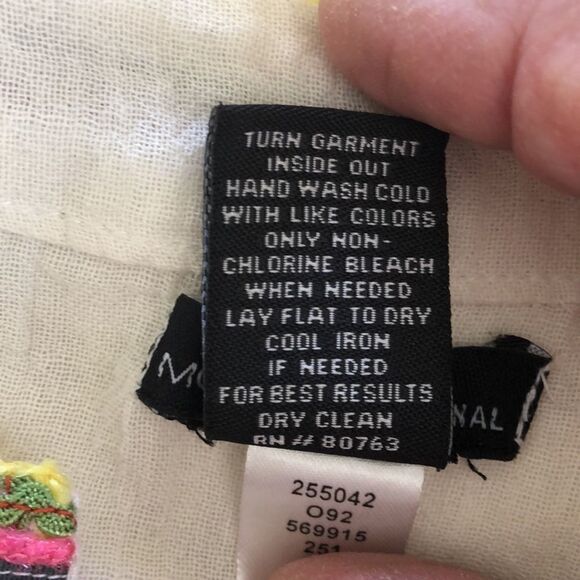 TURN GARMENT
INSIDE OUT
HAND WASH COLD
WITH LIKE COLORS
ONLY NON-
CHLORINE BLEACH
WHEN NEEDED
LAY FLAT TO DRY
COOL IRON
IF NEEDED
FOR BEST RESULTS
DRY CLEAN
RN # 80763
255042
O92
569915
251